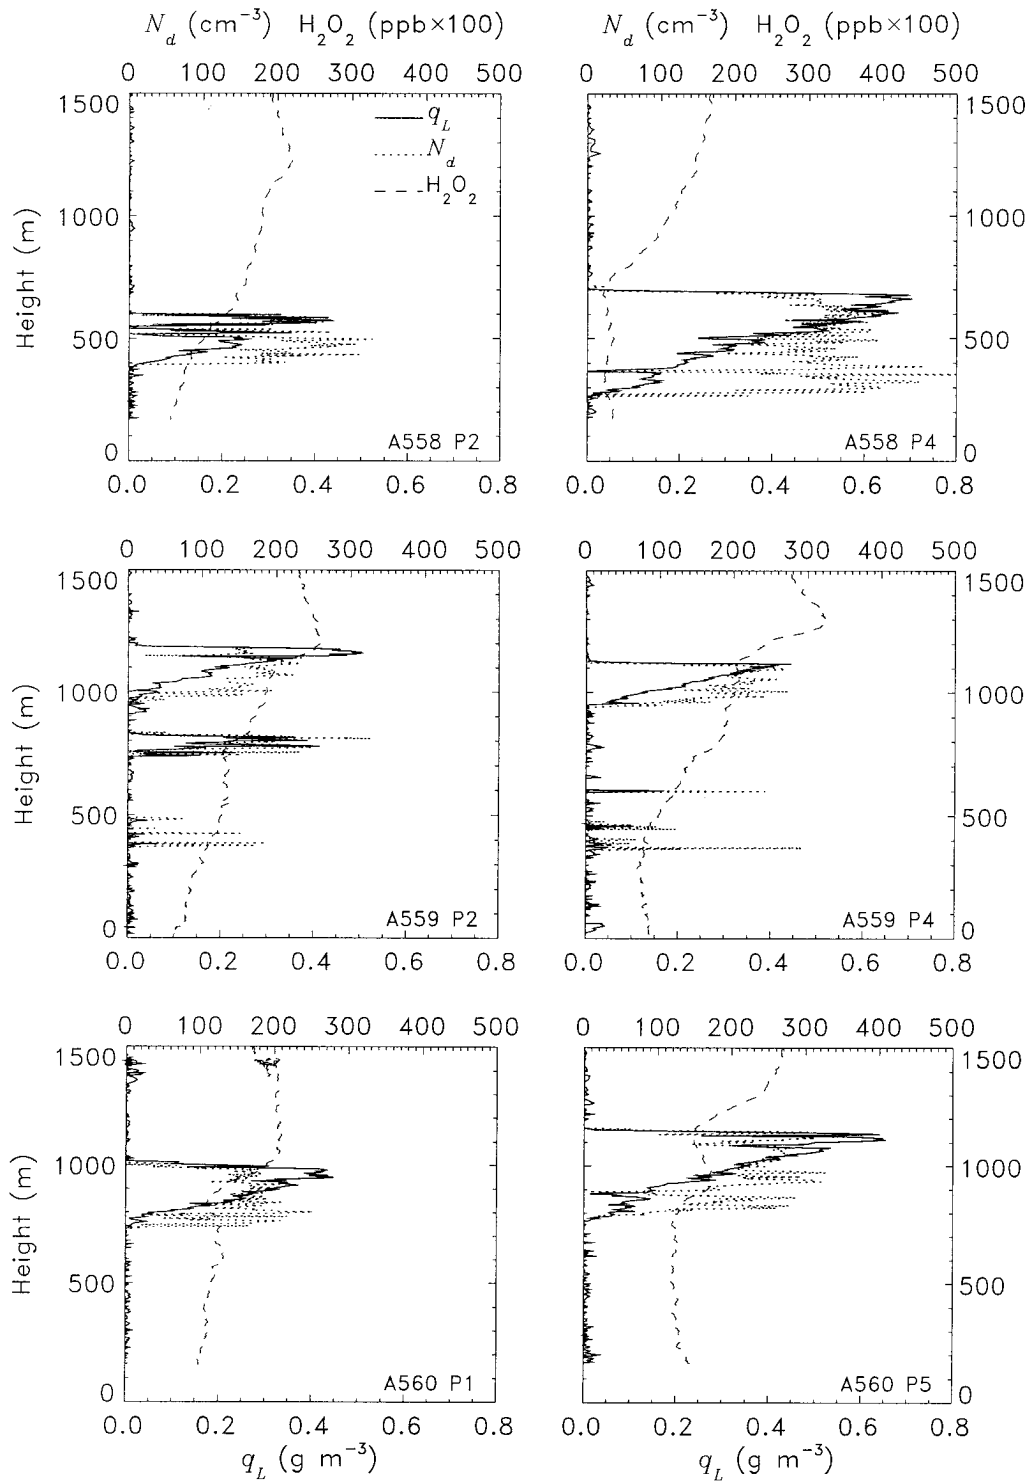 N_d (cm⁻³) H₂O₂ (ppb×100) N_d (cm⁻³) H₂O₂ (ppb×100)
0 100 200 300 400 500 0 100 200 300 400 500
1500 1500
q_L
N_d
H₂O₂
1000 1000
Height (m)
500 500
0 A558 P2 A558 P4 0
0.0 0.2 0.4 0.6 0.8 0.0 0.2 0.4 0.6 0.8
0 100 200 300 400 500 0 100 200 300 400 500
1500 1500
1000 1000
Height (m)
500 500
0 A559 P2 A559 P4 0
0.0 0.2 0.4 0.6 0.8 0.0 0.2 0.4 0.6 0.8
0 100 200 300 400 500 0 100 200 300 400 500
1500 1500
1000 1000
Height (m)
500 500
0 A560 P1 A560 P5 0
0.0 0.2 0.4 0.6 0.8 0.0 0.2 0.4 0.6 0.8
q_L (g m⁻³) q_L (g m⁻³)